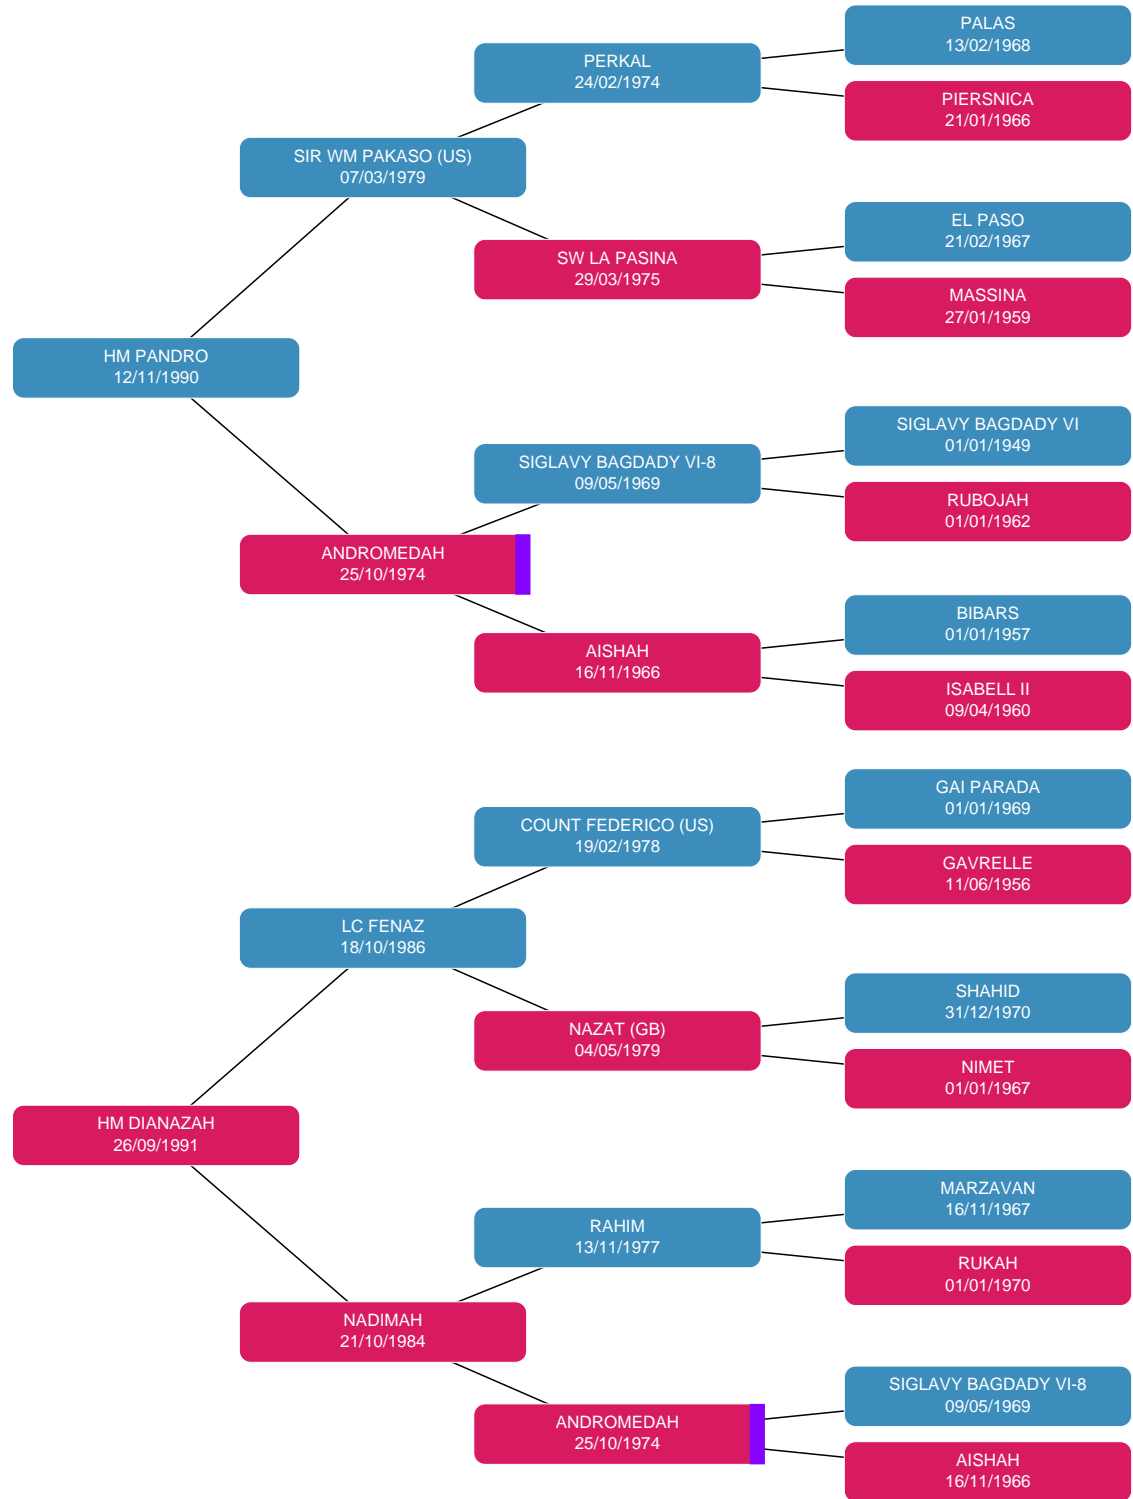 PALAS
13/02/1968
PERKAL
24/02/1974
PIERSNICA
21/01/1966
SIR WM PAKASO (US)
07/03/1979
EL PASO
21/02/1967
SW LA PASINA
29/03/1975
MASSINA
27/01/1959
HM PANDRO
12/11/1990
SIGLAVY BAGDADY VI
01/01/1949
SIGLAVY BAGDADY VI-8
09/05/1969
RUBOJAH
01/01/1962
ANDROMEDAH
25/10/1974
BIBARS
01/01/1957
AISHAH
16/11/1966
ISABELL II
09/04/1960
GAI PARADA
01/01/1969
COUNT FEDERICO (US)
19/02/1978
GAVRELLE
11/06/1956
LC FENAZ
18/10/1986
SHAHID
31/12/1970
NAZAT (GB)
04/05/1979
NIMET
01/01/1967
HM DIANAZAH
26/09/1991
MARZAVAN
16/11/1967
RAHIM
13/11/1977
RUKAH
01/01/1970
NADIMAH
21/10/1984
SIGLAVY BAGDADY VI-8
09/05/1969
ANDROMEDAH
25/10/1974
AISHAH
16/11/1966